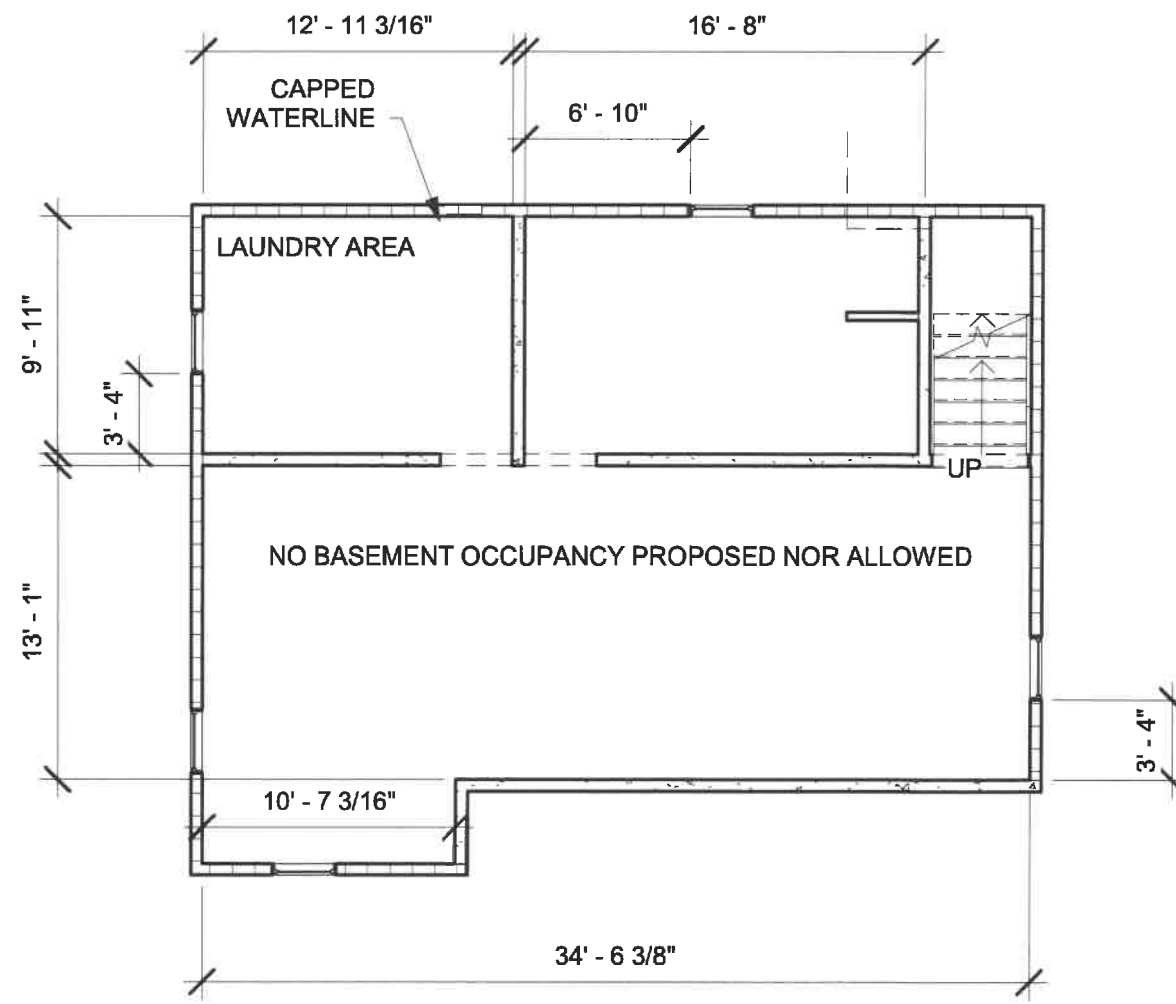 12' - 11 3/16"
16' - 8"
CAPPED
WATERLINE
6' - 10"
LAUNDRY AREA
9' - 11"
3' - 4"
UP
NO BASEMENT OCCUPANCY PROPOSED NOR ALLOWED
13' - 1"
3' - 4"
10' - 7 3/16"
34' - 6 3/8"